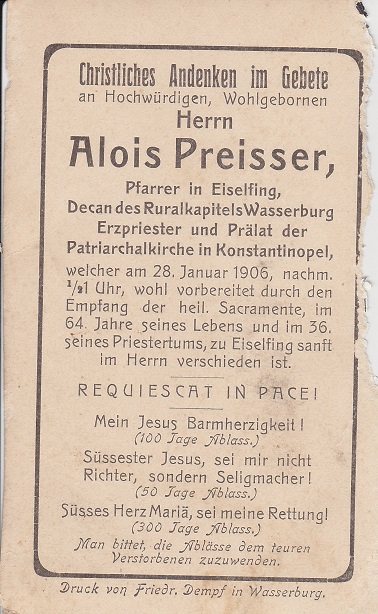 Christliches Andenken im Gebete
an Hochwürdigen, Wohlgebornen
Herrn
Alois Preisser,
Pfarrer in Eiselfing,
Decan des Ruralkapitels Wasserburg
Erzpriester und Prälat der
Patriarchalkirche in Konstantinopel,
welcher am 28. Januar 1906, nachm.
½1 Uhr, wohl vorbereitet durch den
Empfang der heil. Sacramente, im
64. Jahre seines Lebens und im 36.
seines Priestertums, zu Eiselfing sanft
im Herrn verschieden ist.
REQUIESCAT IN PACE!
Mein Jesus Barmherzigkeit!
(100 Tage Ablass.)
Süssester Jesus, sei mir nicht
Richter, sondern Seligmacher!
(50 Tage Ablass.)
Süsses Herz Mariä, sei meine Rettung!
(300 Tage Ablass.)
Man bittet, die Ablässe dem teuren
Verstorbenen zuzuwenden.
Druck von Friedr. Dempf in Wasserburg.